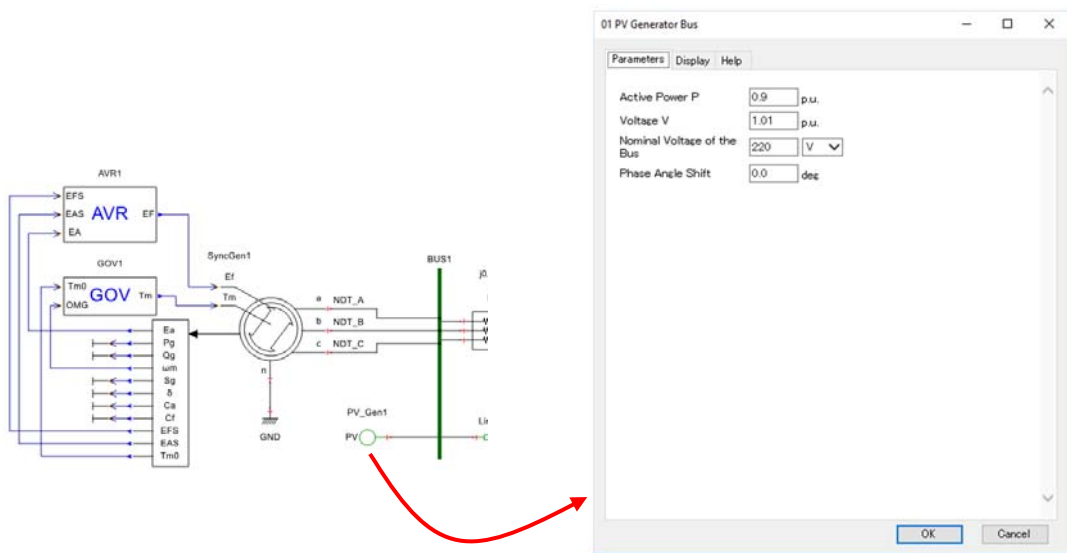 AVR1
EFS
EAS
EA
AVR
EF
GOV1
Tm0
OMG
GOV
Tm
SyncGen1
Ef
Tm
a NDT_A
b NDT_B
c NDT_C
n
GND
Ea
Pg
Qg
ωm
Sg
δ
Ca
Cf
EFS
EAS
Tm0
BUS1
PV_Gen1
PV
01 PV Generator Bus
Parameters Display Help
Active Power P 0.9 p.u.
Voltage V 1.01 p.u.
Nominal Voltage of the
Bus 220 V
Phase Angle Shift 0.0 deg
OK Cancel